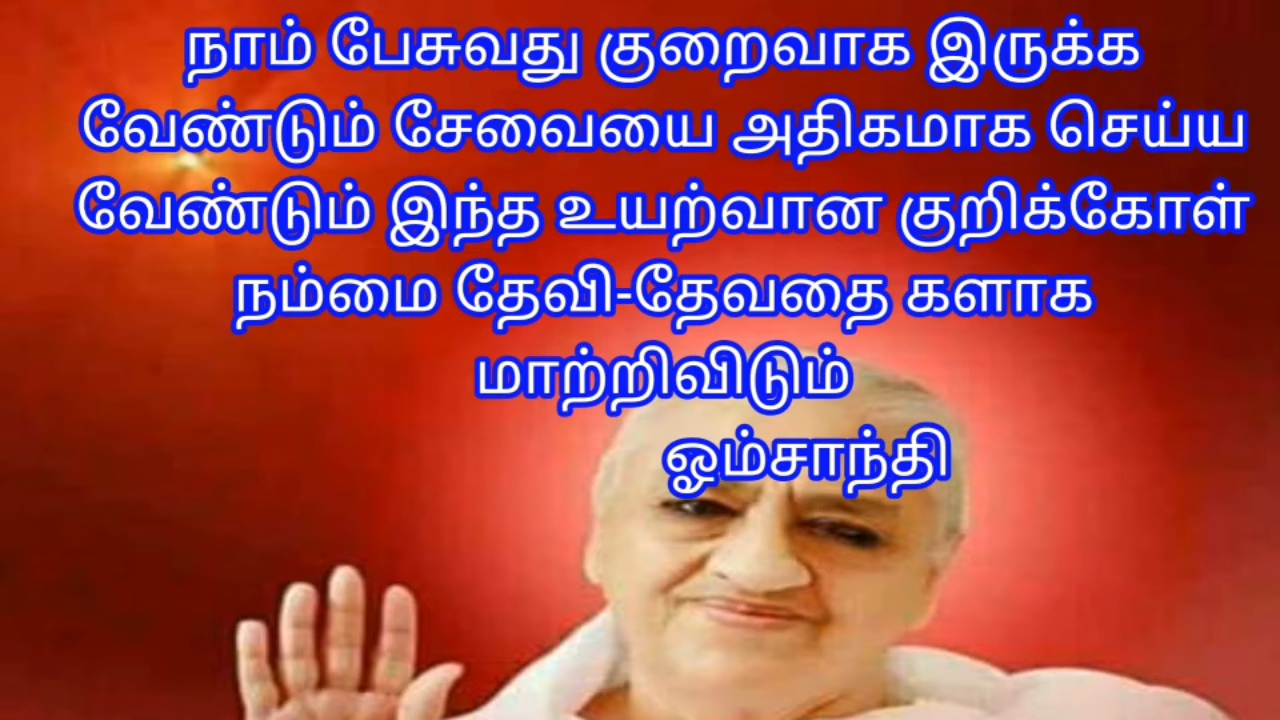 நாம் பேசுவது குறைவாக இருக்க
வேண்டும் சேவையை அதிகமாக செய்ய
வேண்டும் இந்த உயற்வான குறிக்கோள்
நம்மை தேவி-தேவதை களாக
மாற்றிவிடும்
ஓம்சாந்தி